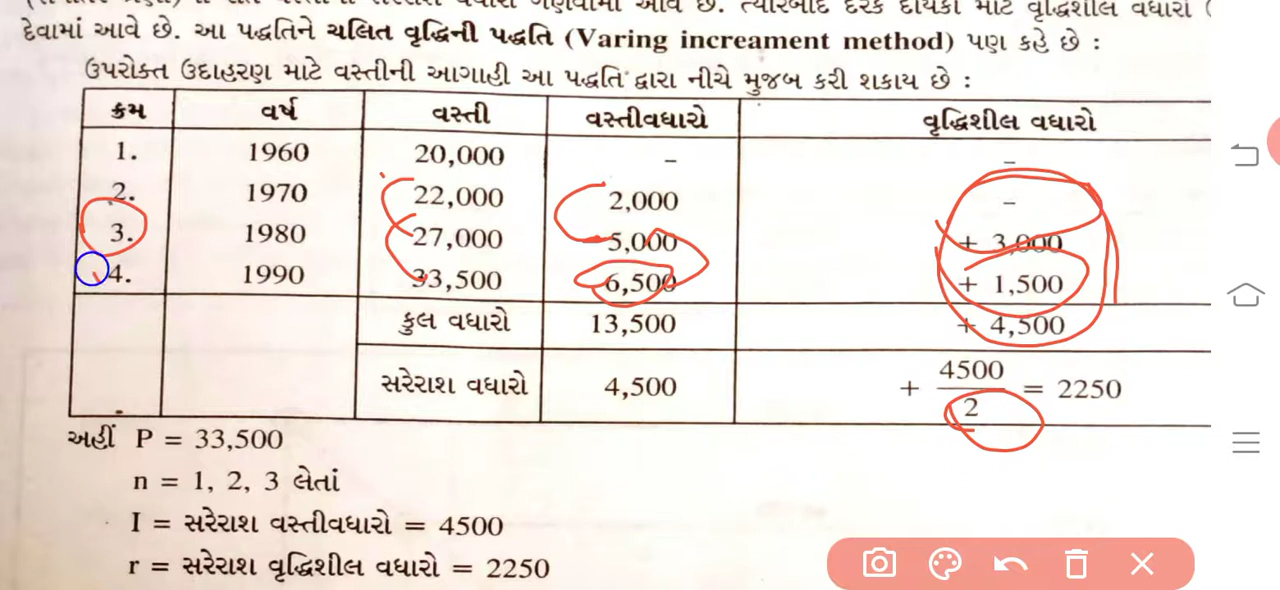 દેવામાં આવે છે. આ પદ્ધતિને ચલિત વૃદ્ધિની પદ્ધતિ (Varing increament method) પણ કહે છે :
ઉપરોક્ત ઉદાહરણ માટે વસ્તીની આગાહી આ પદ્ધતિ દ્વારા નીચે મુજબ કરી શકાય છે :
ક્રમ વર્ષ વસ્તી વસ્તીવધારો વૃદ્ધિશીલ વધારો
1. 1960 20,000 – –
2. 1970 22,000 2,000 –
3. 1980 27,000 5,000 + 3,000
4. 1990 33,500 6,500 + 1,500
કુલ વધારો 13,500 + 4,500
સરેરાશ વધારો 4,500 + 4500/2 = 2250
અહીં P = 33,500
n = 1, 2, 3 લેતાં
I = સરેરાશ વસ્તીવધારો = 4500
r = સરેરાશ વૃદ્ધિશીલ વધારો = 2250